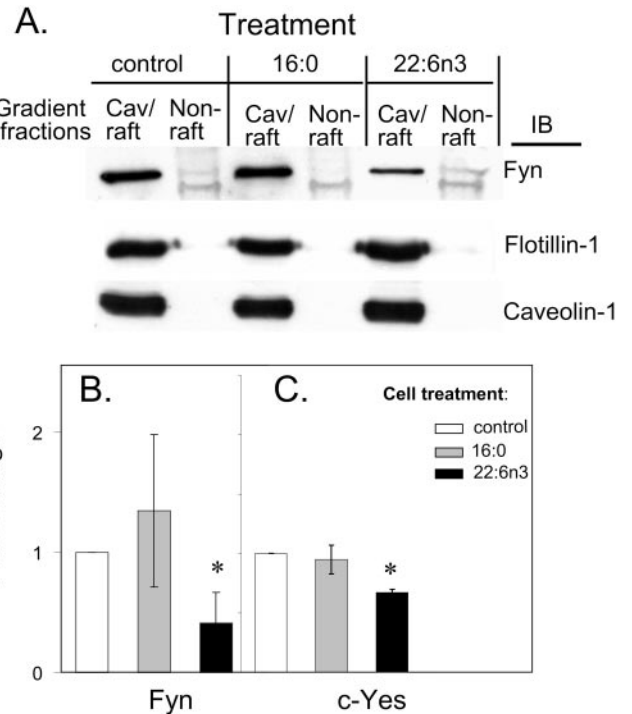 A.
Treatment
control 16:0 22:6n3
Gradient fractions Cav/ raft Non- raft Cav/ raft Non- raft Cav/ raft Non- raft IB
Fyn
Flotillin-1
Caveolin-1
B. C.
Cell treatment:
control
16:0
22:6n3
2
1
0
* *
Fyn c-Yes